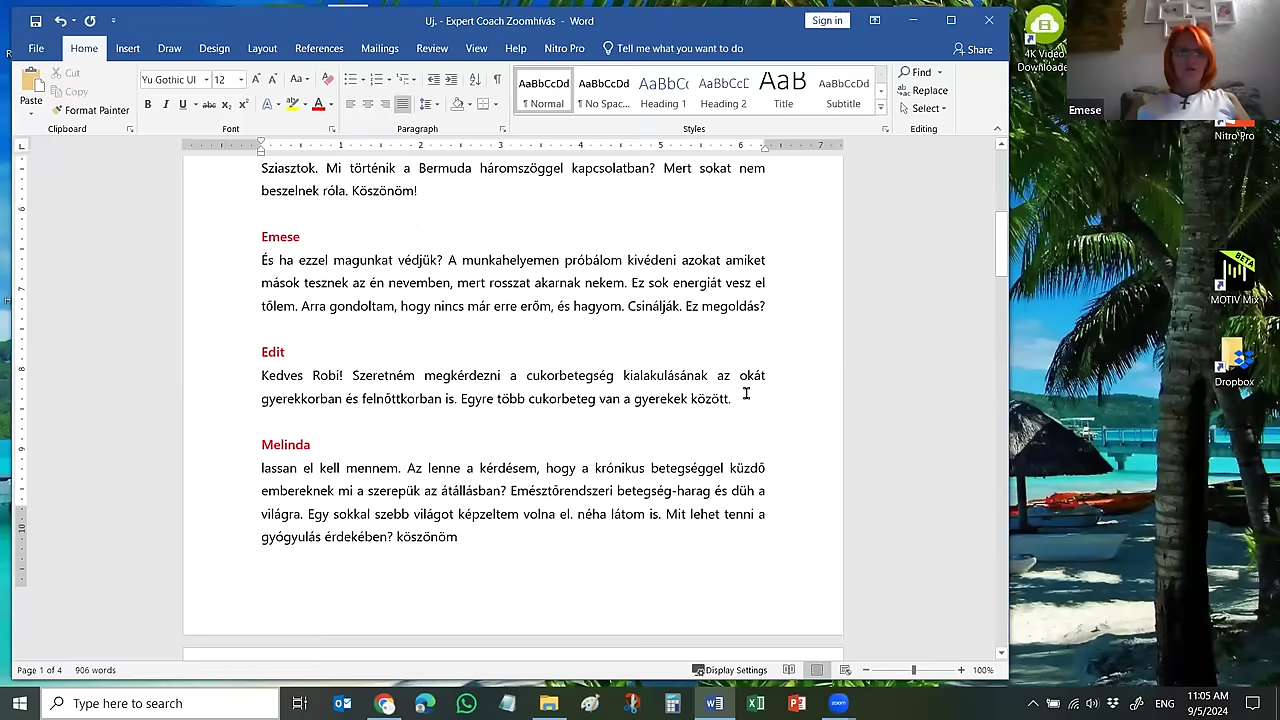 Uj. - Expert Coach Zoomhívás - Word
Sign in
File Home Insert Draw Design Layout References Mailings Review View Help Nitro Pro Tell me what you want to do Share
Paste
Cut
Copy
Format Painter
Clipboard
Yu Gothic UI 12
Font
Paragraph
AaBbCcDd AaBbCcDd AaBbCc AaBbCcD AaB AaBbCcDd
¶ Normal ¶ No Spac... Heading 1 Heading 2 Title Subtitle
Styles
Find
Replace
Select
Editing
Sziasztok. Mi történik a Bermuda háromszöggel kapcsolatban? Mert sokat nem
beszelnek róla. Köszönöm!
Emese
És ha ezzel magunkat védjük? A munkahelyemen próbálom kivédeni azokat amiket
mások tesznek az én nevemben, mert rosszat akarnak nekem. Ez sok energiát vesz el
tőlem. Arra gondoltam, hogy nincs már erre erőm, és hagyom. Csinálják. Ez megoldás?
Edit
Kedves Robi! Szeretném megkérdezni a cukorbetegség kialakulásának az okát
gyerekkorban és felnőttkorban is. Egyre több cukorbeteg van a gyerekek között.
Melinda
lassan el kell mennem. Az lenne a kérdésem, hogy a krónikus betegséggel küzdő
embereknek mi a szerepük az átállásban? Emésztőrendszeri betegség-harag és düh a
világra. Egy sokkal szebb világot képzeltem volna el. néha látom is. Mit lehet tenni a
gyógyulás érdekében? köszönöm
Page 1 of 4 906 words
Display Settings
100%
4K Video
Downloade
Emese
Nitro Pro
BETA
MOTIV Mix
Dropbox
Type here to search
zoom
ENG
11:05 AM
9/5/2024